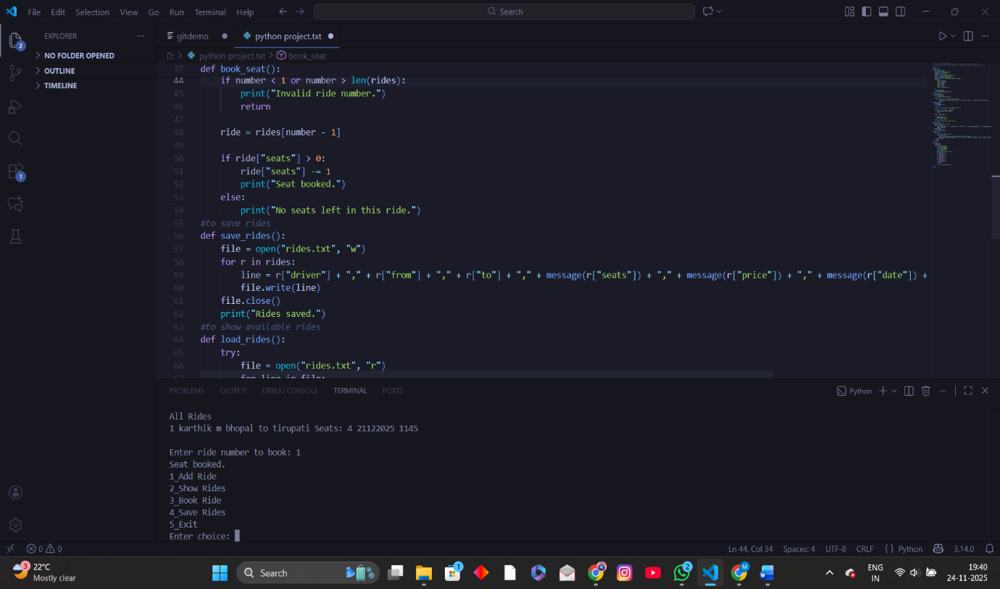 File Edit Selection View Go Run Terminal Help
Search
EXPLORER
NO FOLDER OPENED
OUTLINE
TIMELINE
2
1
gitdemo
python project.txt
D: > python project.txt > book_seat
37 def book_seat():
44 if number < 1 or number > len(rides):
45 print("Invalid ride number.")
46 return
47
48 ride = rides[number - 1]
49
50 if ride["seats"] > 0:
51 ride["seats"] -= 1
52 print("Seat booked.")
53 else:
54 print("No seats left in this ride.")
55 #to save rides
56 def save_rides():
57 file = open("rides.txt", "w")
58 for r in rides:
59 line = r["driver"] + "," + r["from"] + "," + r["to"] + "," + message(r["seats"]) + "," + message(r["price"]) + "," + message(r["date"]) +
60 file.write(line)
61 file.close()
62 print("Rides saved.")
63 #to show available rides
64 def load_rides():
65 try:
66 file = open("rides.txt", "r")
67 for line in file:
PROBLEMS OUTPUT DEBUG CONSOLE TERMINAL PORTS
Python
All Rides
1 karthik m bhopal to tirupati Seats: 4 21122025 1145
Enter ride number to book: 1
Seat booked.
1_Add Ride
2_Show Rides
3_Book Ride
4_Save Rides
5_Exit
Enter choice:
0 0
Ln 44, Col 34 Spaces: 4 UTF-8 CRLF { } Python 3.14.0
3
22°C
Mostly clear
Search
1
M
2
W
ENG
IN
19:40
24-11-2025